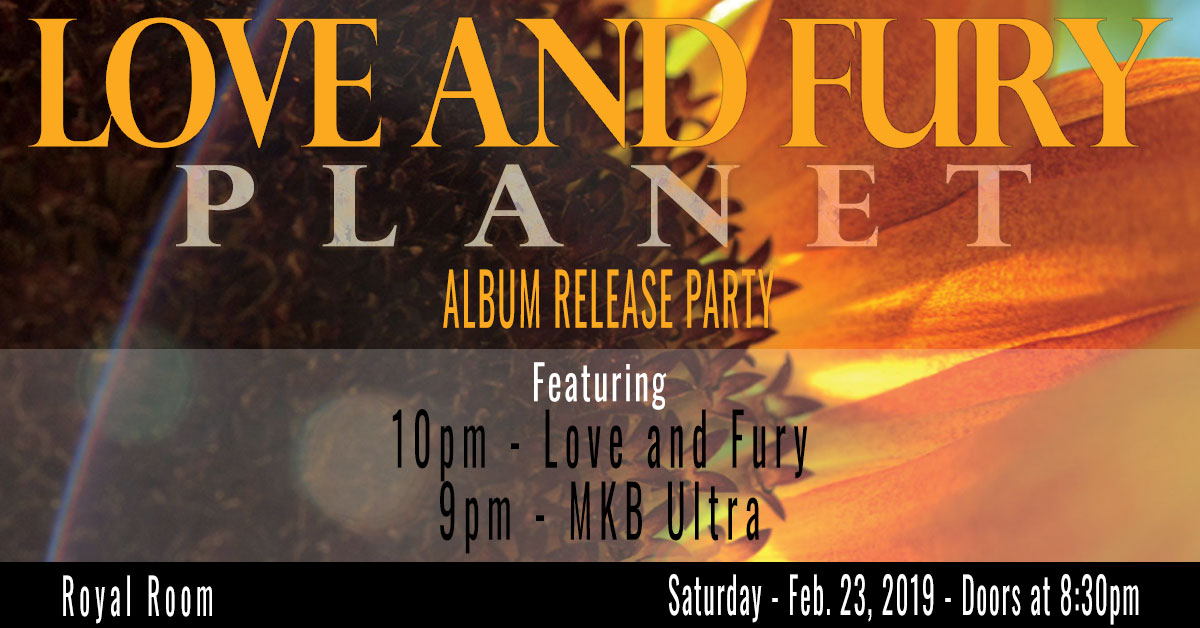 LOVE AND FURY
PLANET
ALBUM RELEASE PARTY
Featuring
10pm - Love and Fury
9pm - MKB Ultra
Royal Room
Saturday - Feb. 23, 2019 - Doors at 8:30pm